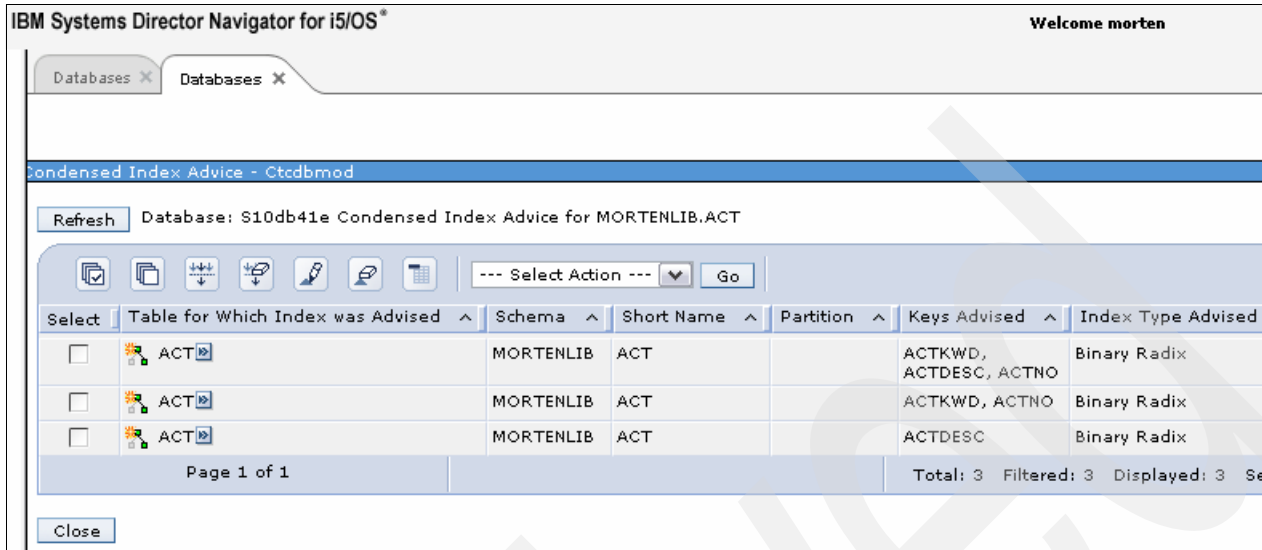 IBM Systems Director Navigator for i5/OS® Welcome morten
Databases Databases
Condensed Index Advice - Ctcdbmod
Refresh Database: S10db41e Condensed Index Advice for MORTENLIB.ACT
--- Select Action --- Go
Select Table for Which Index was Advised Schema Short Name Partition Keys Advised Index Type Advised
ACT MORTENLIB ACT ACTKWD, Binary Radix
ACTDESC, ACTNO
ACT MORTENLIB ACT ACTKWD, ACTNO Binary Radix
ACT MORTENLIB ACT ACTDESC Binary Radix
Page 1 of 1 Total: 3 Filtered: 3 Displayed: 3 Se
Close